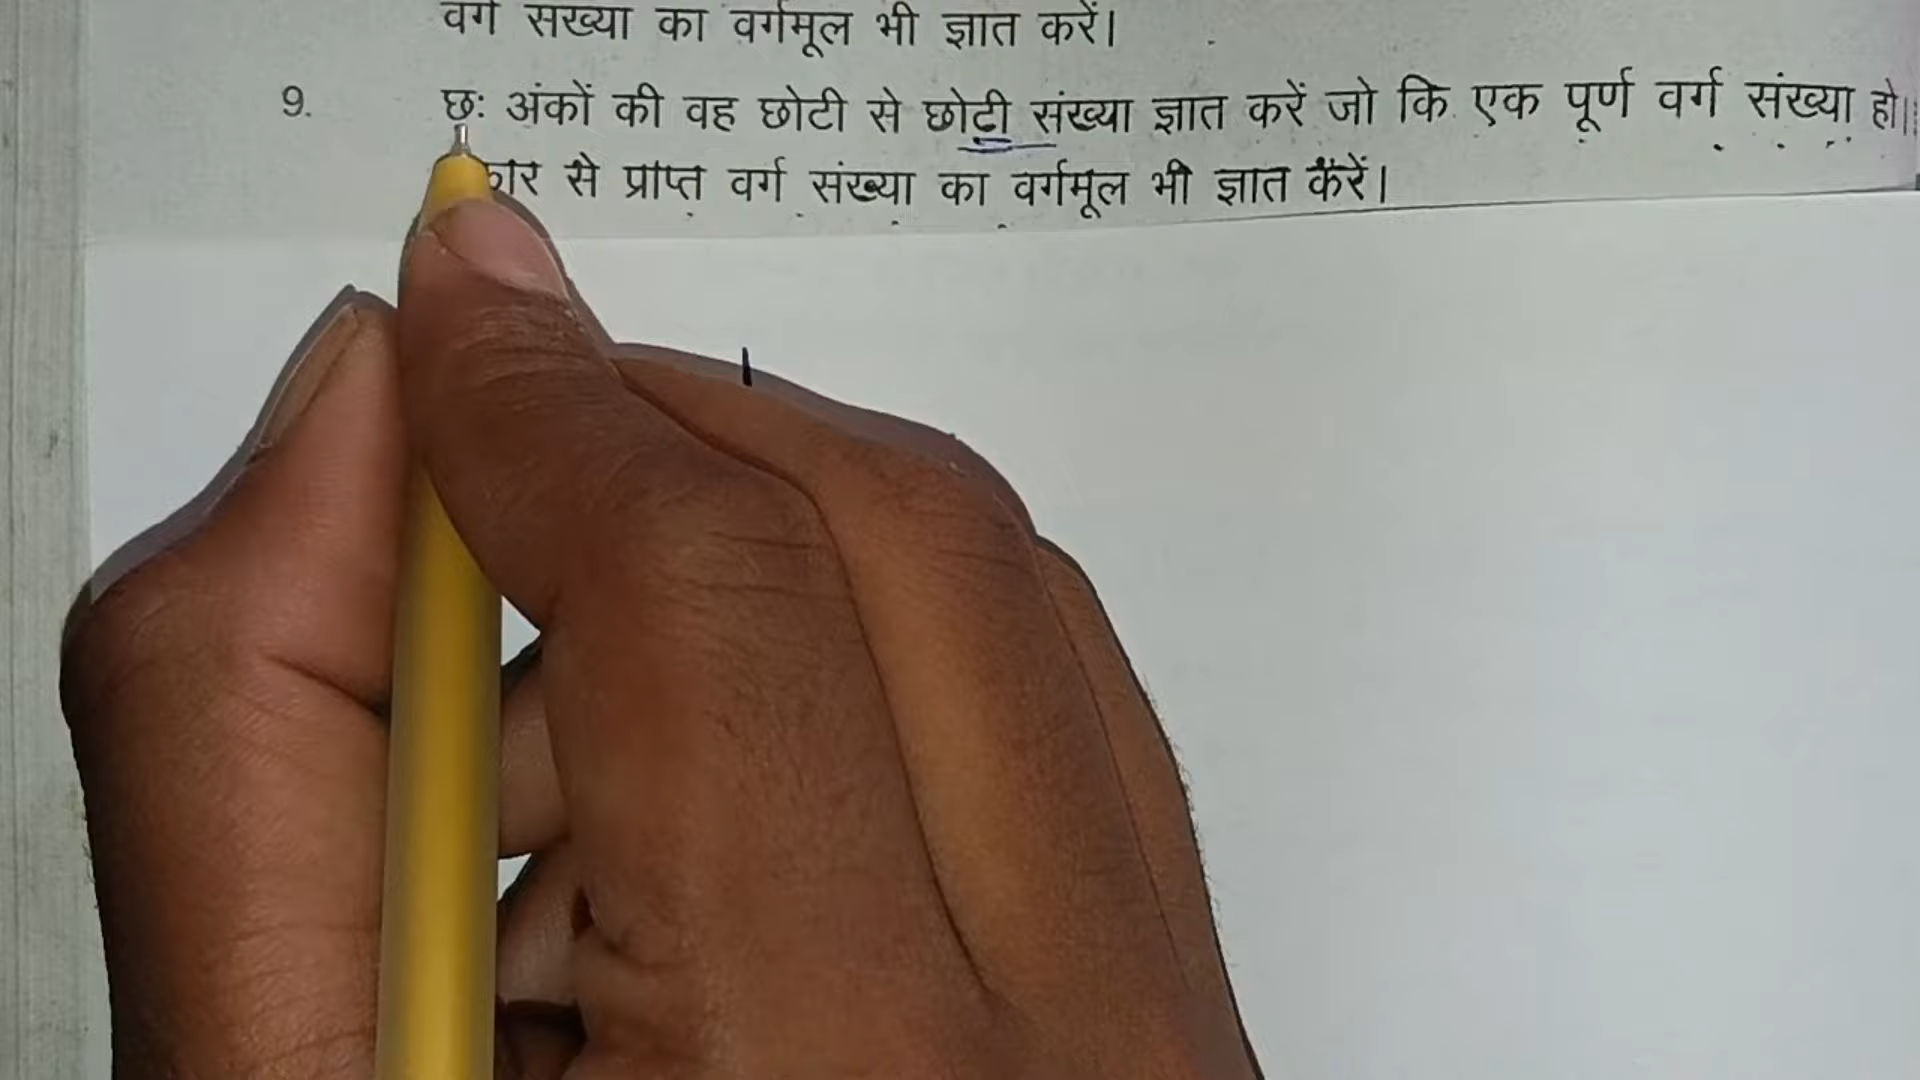 वर्ग संख्या का वर्गमूल भी ज्ञात करें।
9. छः अंकों की वह छोटी से छोटी संख्या ज्ञात करें जो कि एक पूर्ण वर्ग संख्या हो।
से प्राप्त वर्ग संख्या का वर्गमूल भी ज्ञात करें।